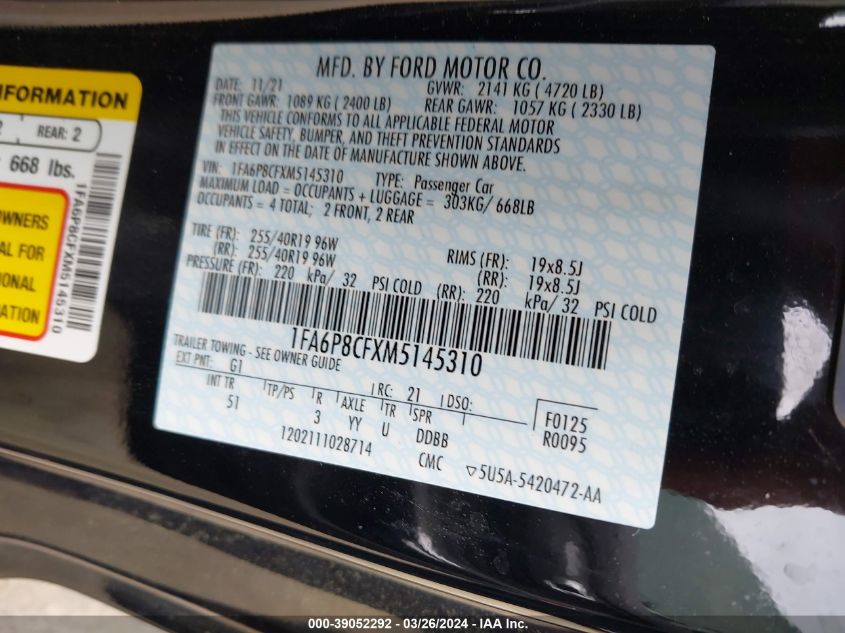 INFORMATION
2 REAR: 2
668 lbs.
OWNERS
AL FOR
ONAL
MATION
1FA6P8CFXM5145310
MFD. BY FORD MOTOR CO.
DATE: 11/21 GVWR: 2141 KG ( 4720 LB)
FRONT GAWR: 1089 KG ( 2400 LB) REAR GAWR: 1057 KG ( 2330 LB)
THIS VEHICLE CONFORMS TO ALL APPLICABLE FEDERAL MOTOR
VEHICLE SAFETY, BUMPER, AND THEFT PREVENTION STANDARDS
IN EFFECT ON THE DATE OF MANUFACTURE SHOWN ABOVE.
VIN: 1FA6P8CFXM5145310 TYPE: Passenger Car
MAXIMUM LOAD = OCCUPANTS + LUGGAGE = 303KG/ 668LB
OCCUPANTS = 4 TOTAL; 2 FRONT, 2 REAR
TIRE (FR): 255/40R19 96W RIMS (FR): 19x8.5J
(RR): 255/40R19 96W (RR): 19x8.5J
PRESSURE (FR): 220 kPa/ 32 PSI COLD (RR): 220 kPa/ 32 PSI COLD
1FA6P8CFXM5145310
TRAILER TOWING - SEE OWNER GUIDE
EXT PNT: G1 RC: 21 DSO: F0125
INT TR TP/PS R AXLE TR SPR R0095
51 3 YY U DDBB
1202111028714 CMC ▽5U5A-5420472-AA
000-39052292 - 03/26/2024 - IAAI.COM